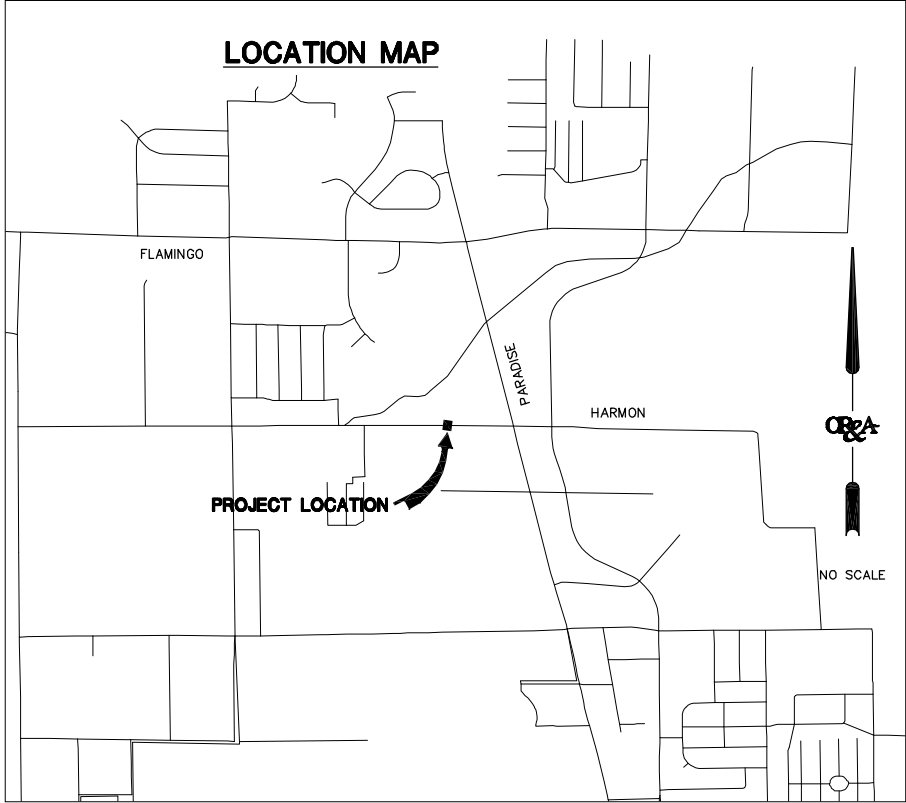 LOCATION MAP
FLAMINGO
PARADISE
HARMON
PROJECT LOCATION
NO SCALE